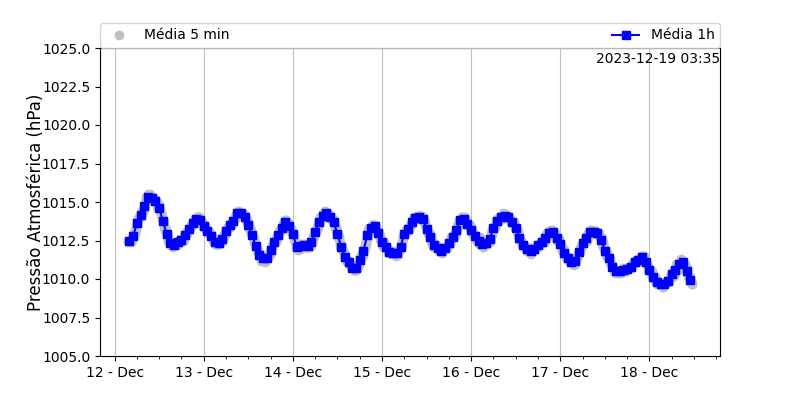 Média 5 min
Média 1h
2023-12-19 03:35
Pressão Atmosférica (hPa)
1025.0
1022.5
1020.0
1017.5
1015.0
1012.5
1010.0
1007.5
1005.0
12 - Dec
13 - Dec
14 - Dec
15 - Dec
16 - Dec
17 - Dec
18 - Dec